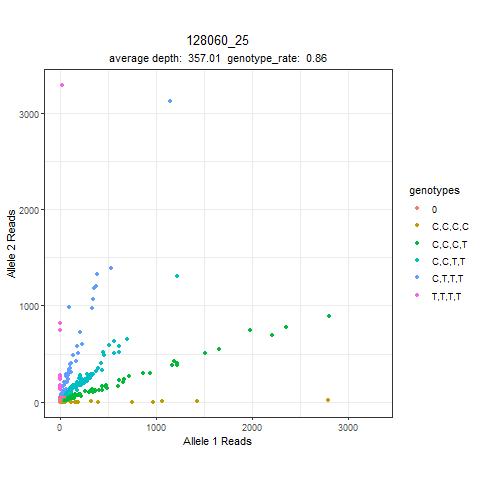 128060_25
average depth: 357.01 genotype_rate: 0.86
Allele 2 Reads
3000
2000
1000
0
0 1000 2000 3000
Allele 1 Reads
genotypes
0
C,C,C,C
C,C,C,T
C,C,T,T
C,T,T,T
T,T,T,T